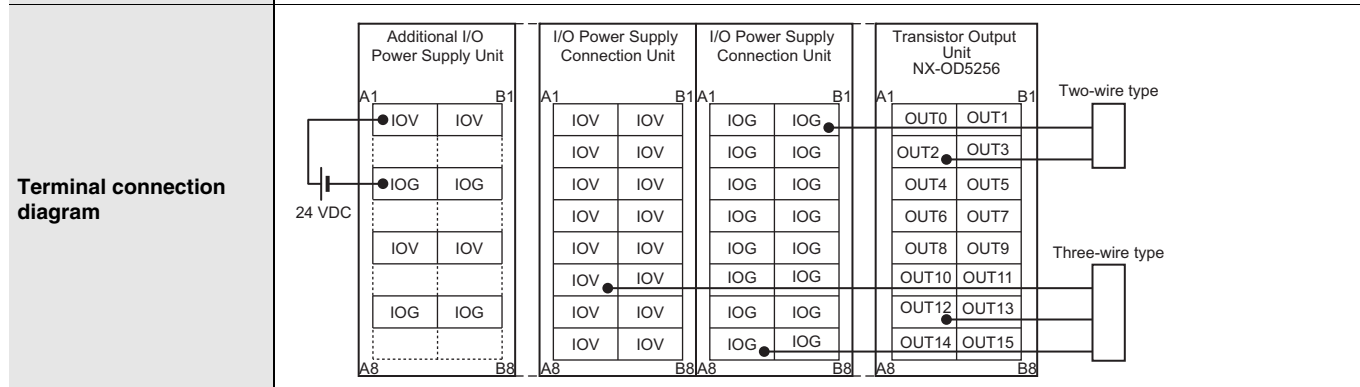 Terminal connection
diagram
Additional I/O
Power Supply Unit
I/O Power Supply
Connection Unit
I/O Power Supply
Connection Unit
Transistor Output
Unit
NX-OD5256
A1 B1 A1 B1 A1 B1 A1 B1
Two-wire type
IOV IOV IOV IOV IOG IOG OUT0 OUT1
IOV IOV IOG IOG OUT2 OUT3
IOG IOG IOV IOV IOG IOG OUT4 OUT5
24 VDC
IOV IOV IOG IOG OUT6 OUT7
IOV IOV IOV IOV IOG IOG OUT8 OUT9
Three-wire type
IOV IOV IOG IOG OUT10 OUT11
IOG IOG IOV IOV IOG IOG OUT12 OUT13
IOV IOV IOG IOG OUT14 OUT15
A8 B8 A8 B8 A8 B8 A8 B8